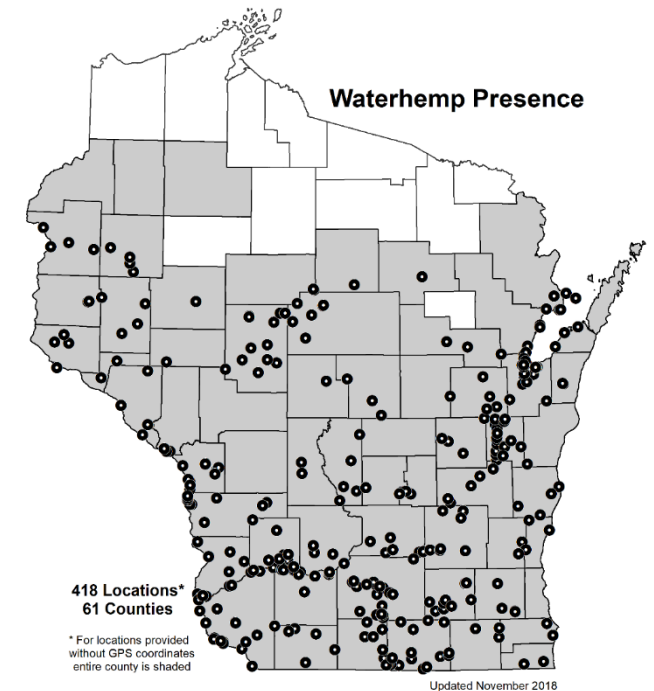 Waterhemp Presence
418 Locations*
61 Counties
* For locations provided
without GPS coordinates
entire county is shaded
Updated November 2018